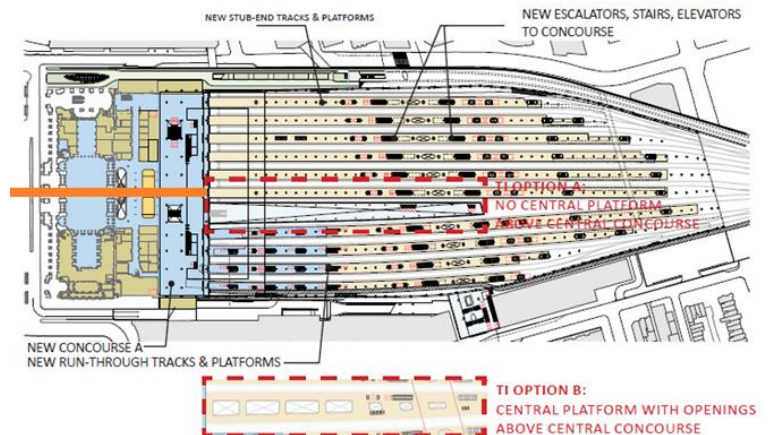 NEW STUB-END TRACKS & PLATFORMS
NEW ESCALATORS, STAIRS, ELEVATORS
TO CONCOURSE
TI OPTION A:
NO CENTRAL PLATFORM
ABOVE CENTRAL CONCOURSE
NEW CONCOURSE A
NEW RUN-THROUGH TRACKS & PLATFORMS
TI OPTION B:
CENTRAL PLATFORM WITH OPENINGS
ABOVE CENTRAL CONCOURSE